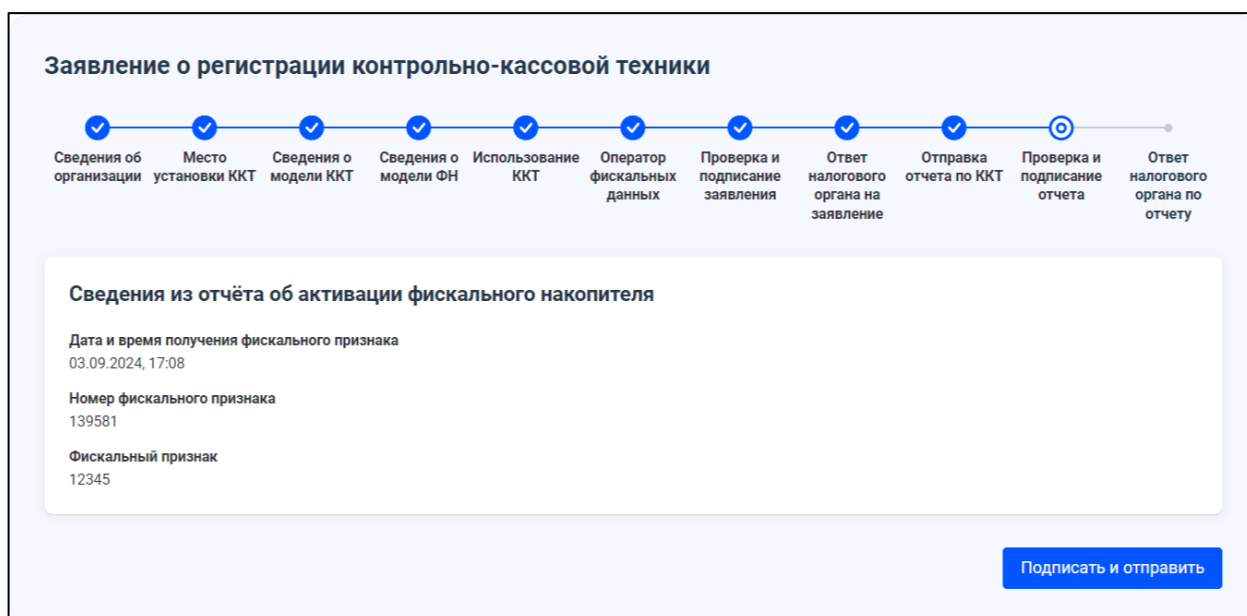 Заявление о регистрации контрольно-кассовой техники
Сведения об
организации
Место
установки ККТ
Сведения о
модели ККТ
Сведения о
модели ФН
Использование
ККТ
Оператор
фискальных
данных
Проверка и
подписание
заявления
Ответ
налогового
органа на
заявление
Отправка
отчета по ККТ
Проверка и
подписание
отчета
Ответ
налогового
органа по
отчету
Сведения из отчёта об активации фискального накопителя
Дата и время получения фискального признака
03.09.2024, 17:08
Номер фискального признака
139581
Фискальный признак
12345
Подписать и отправить